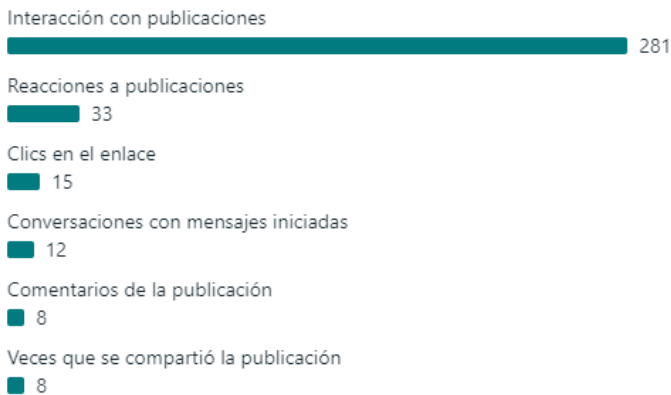 Interacción con publicaciones
281
Reacciones a publicaciones
33
Clics en el enlace
15
Conversaciones con mensajes iniciadas
12
Comentarios de la publicación
8
Veces que se compartió la publicación
8